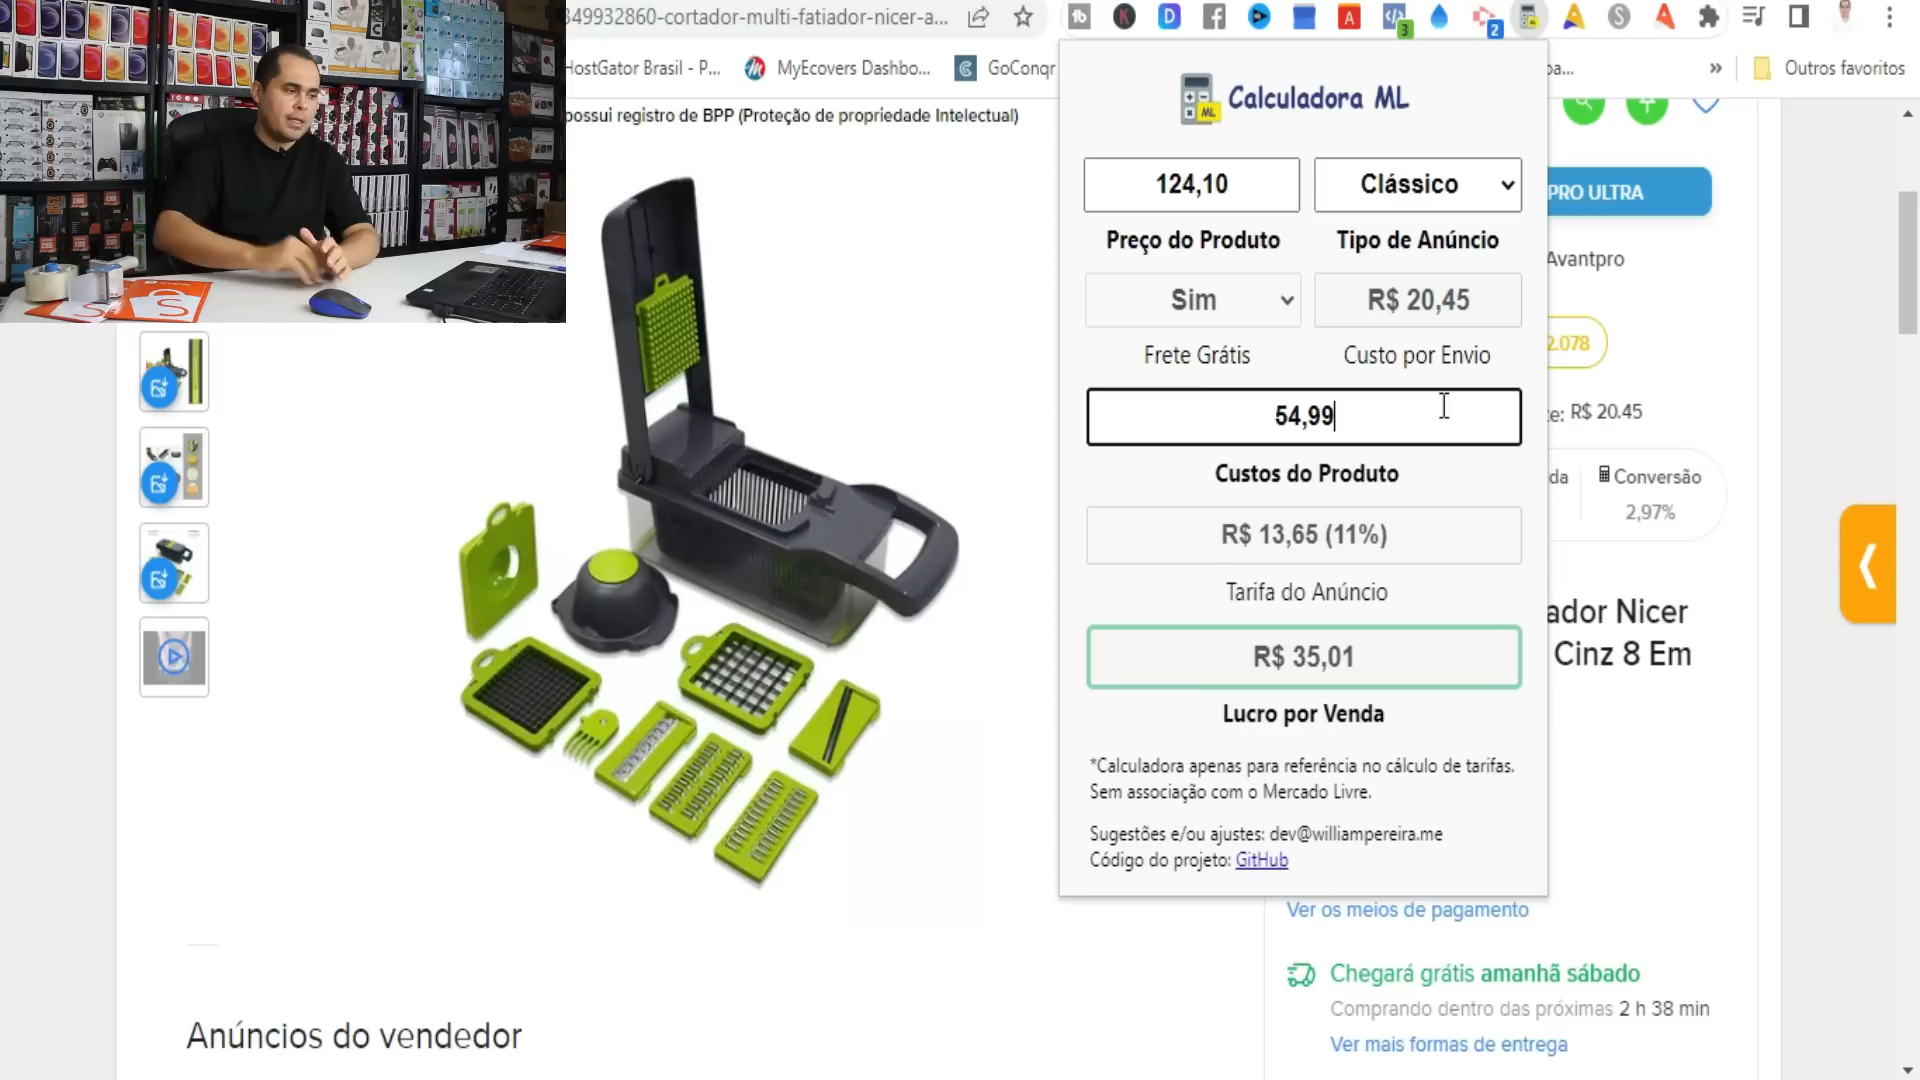 349932860-cortador-multi-fatiador-nicer-a...
3
2
HostGator Brasil - P...
MyEcovers Dashbo...
GoConqr
»
Outros favoritos
possui registro de BPP (Proteção de propriedade Intelectual)
ML
Calculadora ML
124,10
Clássico
Preço do Produto
Tipo de Anúncio
Sim
R$ 20,45
Frete Grátis
Custo por Envio
54,99
Custos do Produto
R$ 13,65 (11%)
Tarifa do Anúncio
R$ 35,01
Lucro por Venda
*Calculadora apenas para referência no cálculo de tarifas.
Sem associação com o Mercado Livre.
Sugestões e/ou ajustes: dev@williampereira.me
Código do projeto: GitHub
PRO ULTRA
Avantpro
2.078
te: R$ 20.45
da
Conversão
2,97%
ador Nicer
Cinz 8 Em
Ver os meios de pagamento
Chegará grátis amanhã sábado
Comprando dentro das próximas 2 h 38 min
Ver mais formas de entrega
Anúncios do vendedor